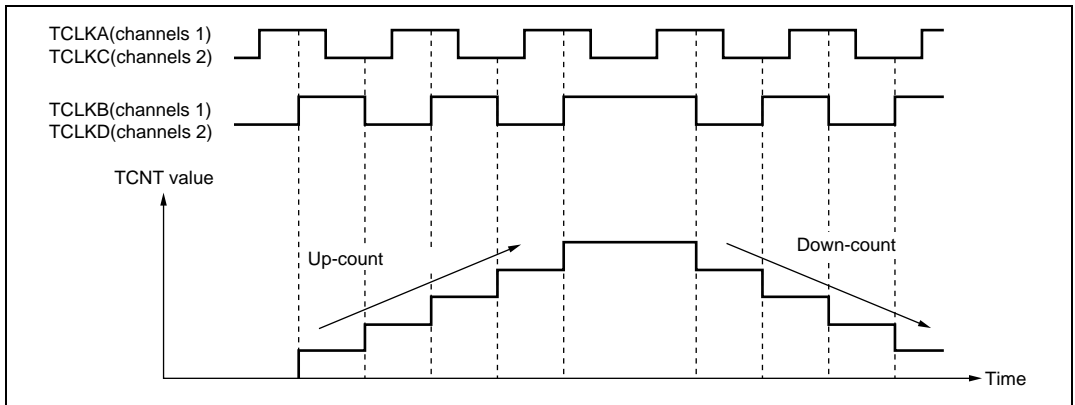 TCLKA(channels 1)
TCLKC(channels 2)
TCLKB(channels 1)
TCLKD(channels 2)
TCNT value
Up-count
Down-count
Time